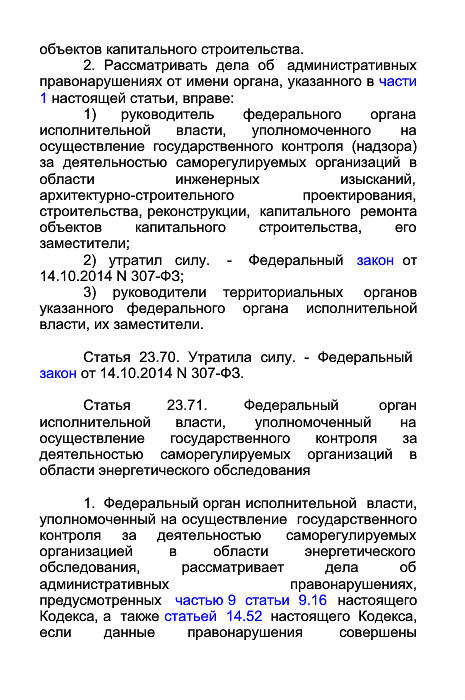 объектов капитального строительства.
2. Рассматривать дела об административных
правонарушениях от имени органа, указанного в части
1 настоящей статьи, вправе:
1) руководитель федерального органа
исполнительной власти, уполномоченного на
осуществление государственного контроля (надзора)
за деятельностью саморегулируемых организаций в
области инженерных изысканий,
архитектурно-строительного проектирования,
строительства, реконструкции, капитального ремонта
объектов капитального строительства, его
заместители;
2) утратил силу. - Федеральный закон от
14.10.2014 N 307-ФЗ;
3) руководители территориальных органов
указанного федерального органа исполнительной
власти, их заместители.
Статья 23.70. Утратила силу. - Федеральный
закон от 14.10.2014 N 307-ФЗ.
Статья 23.71. Федеральный орган
исполнительной власти, уполномоченный на
осуществление государственного контроля за
деятельностью саморегулируемых организаций в
области энергетического обследования
1. Федеральный орган исполнительной власти,
уполномоченный на осуществление государственного
контроля за деятельностью саморегулируемых
организацией в области энергетического
обследования, рассматривает дела об
административных правонарушениях,
предусмотренных частью 9 статьи 9.16 настоящего
Кодекса, а также статьей 14.52 настоящего Кодекса,
если данные правонарушения совершены